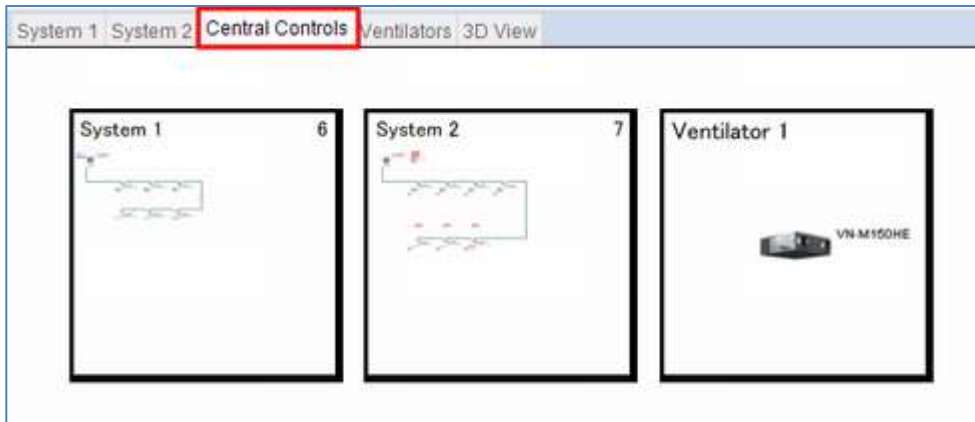 System 1 System 2 Central Controls Ventilators 3D View
System 1 6
System 2 7
Ventilator 1
VN-M150HE